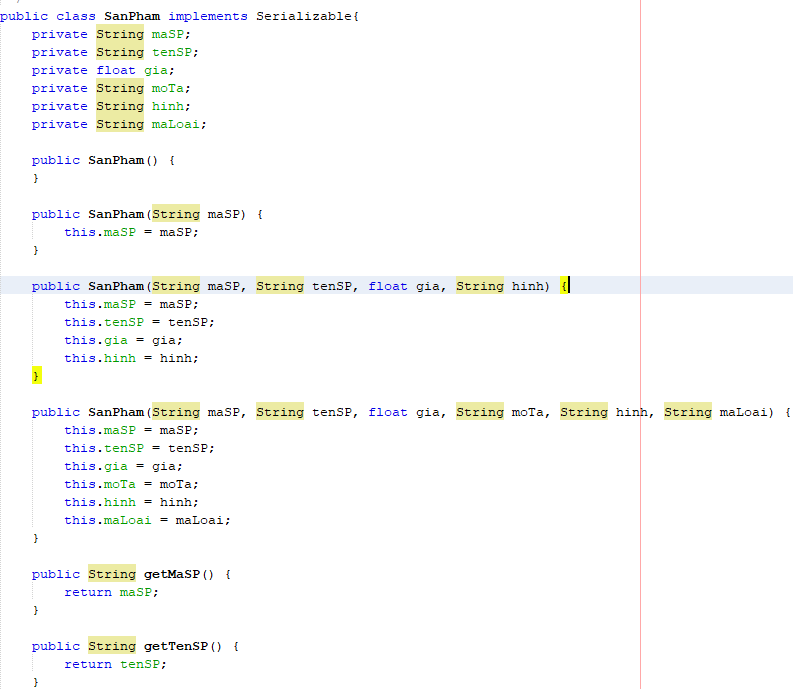 public class SanPham implements Serializable{
private String maSP;
private String tenSP;
private float gia;
private String moTa;
private String hinh;
private String maLoai;
public SanPham() {
}
public SanPham(String maSP) {
this.maSP = maSP;
}
public SanPham(String maSP, String tenSP, float gia, String hinh) {
this.maSP = maSP;
this.tenSP = tenSP;
this.gia = gia;
this.hinh = hinh;
}
public SanPham(String maSP, String tenSP, float gia, String moTa, String hinh, String maLoai) {
this.maSP = maSP;
this.tenSP = tenSP;
this.gia = gia;
this.moTa = moTa;
this.hinh = hinh;
this.maLoai = maLoai;
}
public String getMaSP() {
return maSP;
}
public String getTenSP() {
return tenSP;
}